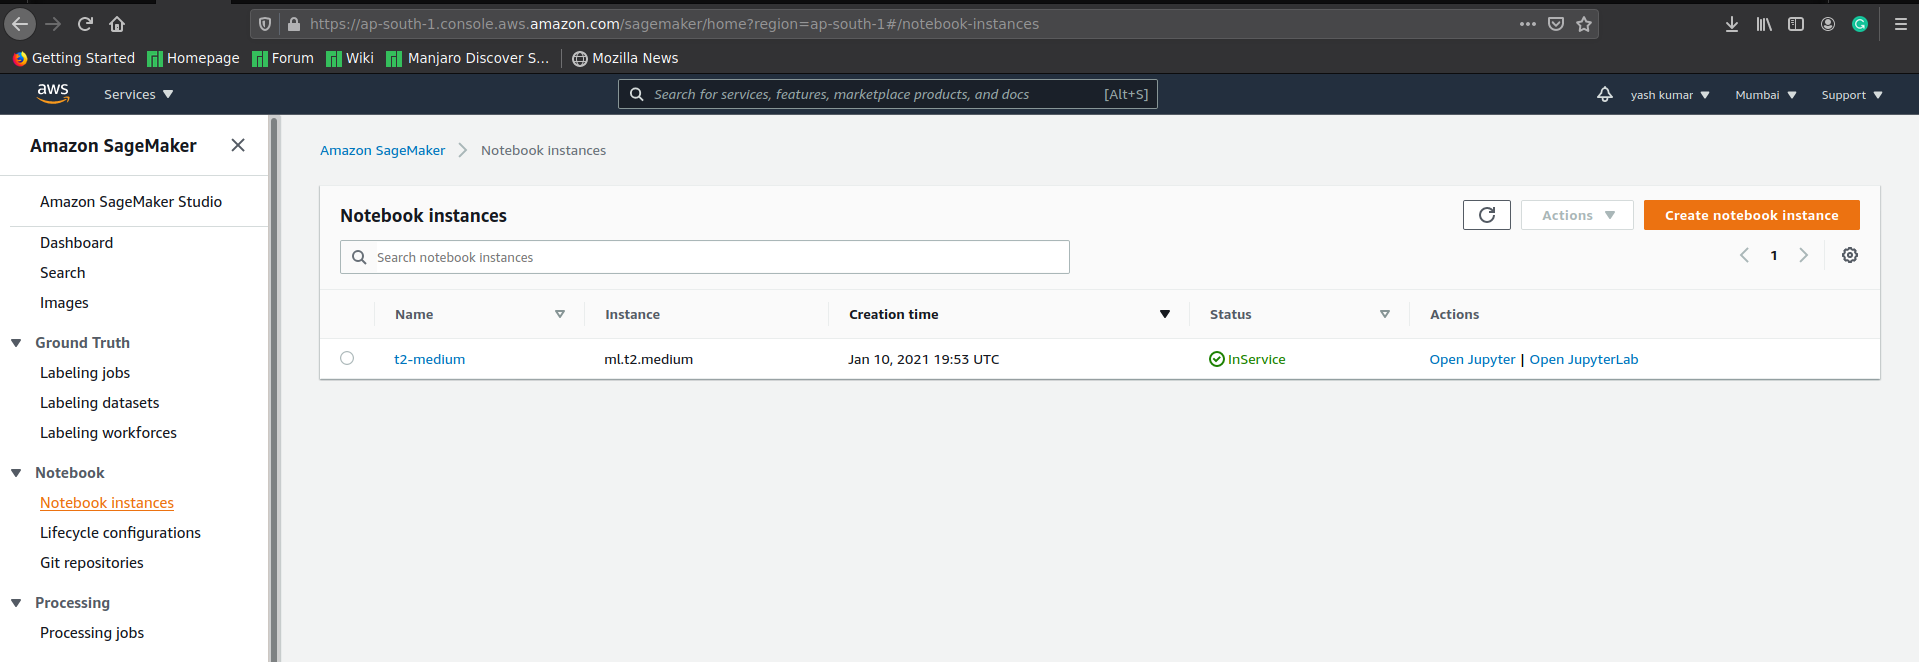 https://ap-south-1.console.aws.amazon.com/sagemaker/home?region=ap-south-1#/notebook-instances
Getting Started Homepage Forum Wiki Manjaro Discover S... Mozilla News
aws Services Search for services, features, marketplace products, and docs [Alt+S] yash kumar Mumbai Support
Amazon SageMaker
Amazon SageMaker Studio
Dashboard
Search
Images
Ground Truth
Labeling jobs
Labeling datasets
Labeling workforces
Notebook
Notebook instances
Lifecycle configurations
Git repositories
Processing
Processing jobs
Amazon SageMaker Notebook instances
Notebook instances
Actions Create notebook instance
Search notebook instances
1
Name Instance Creation time Status Actions
t2-medium ml.t2.medium Jan 10, 2021 19:53 UTC InService Open Jupyter | Open JupyterLab